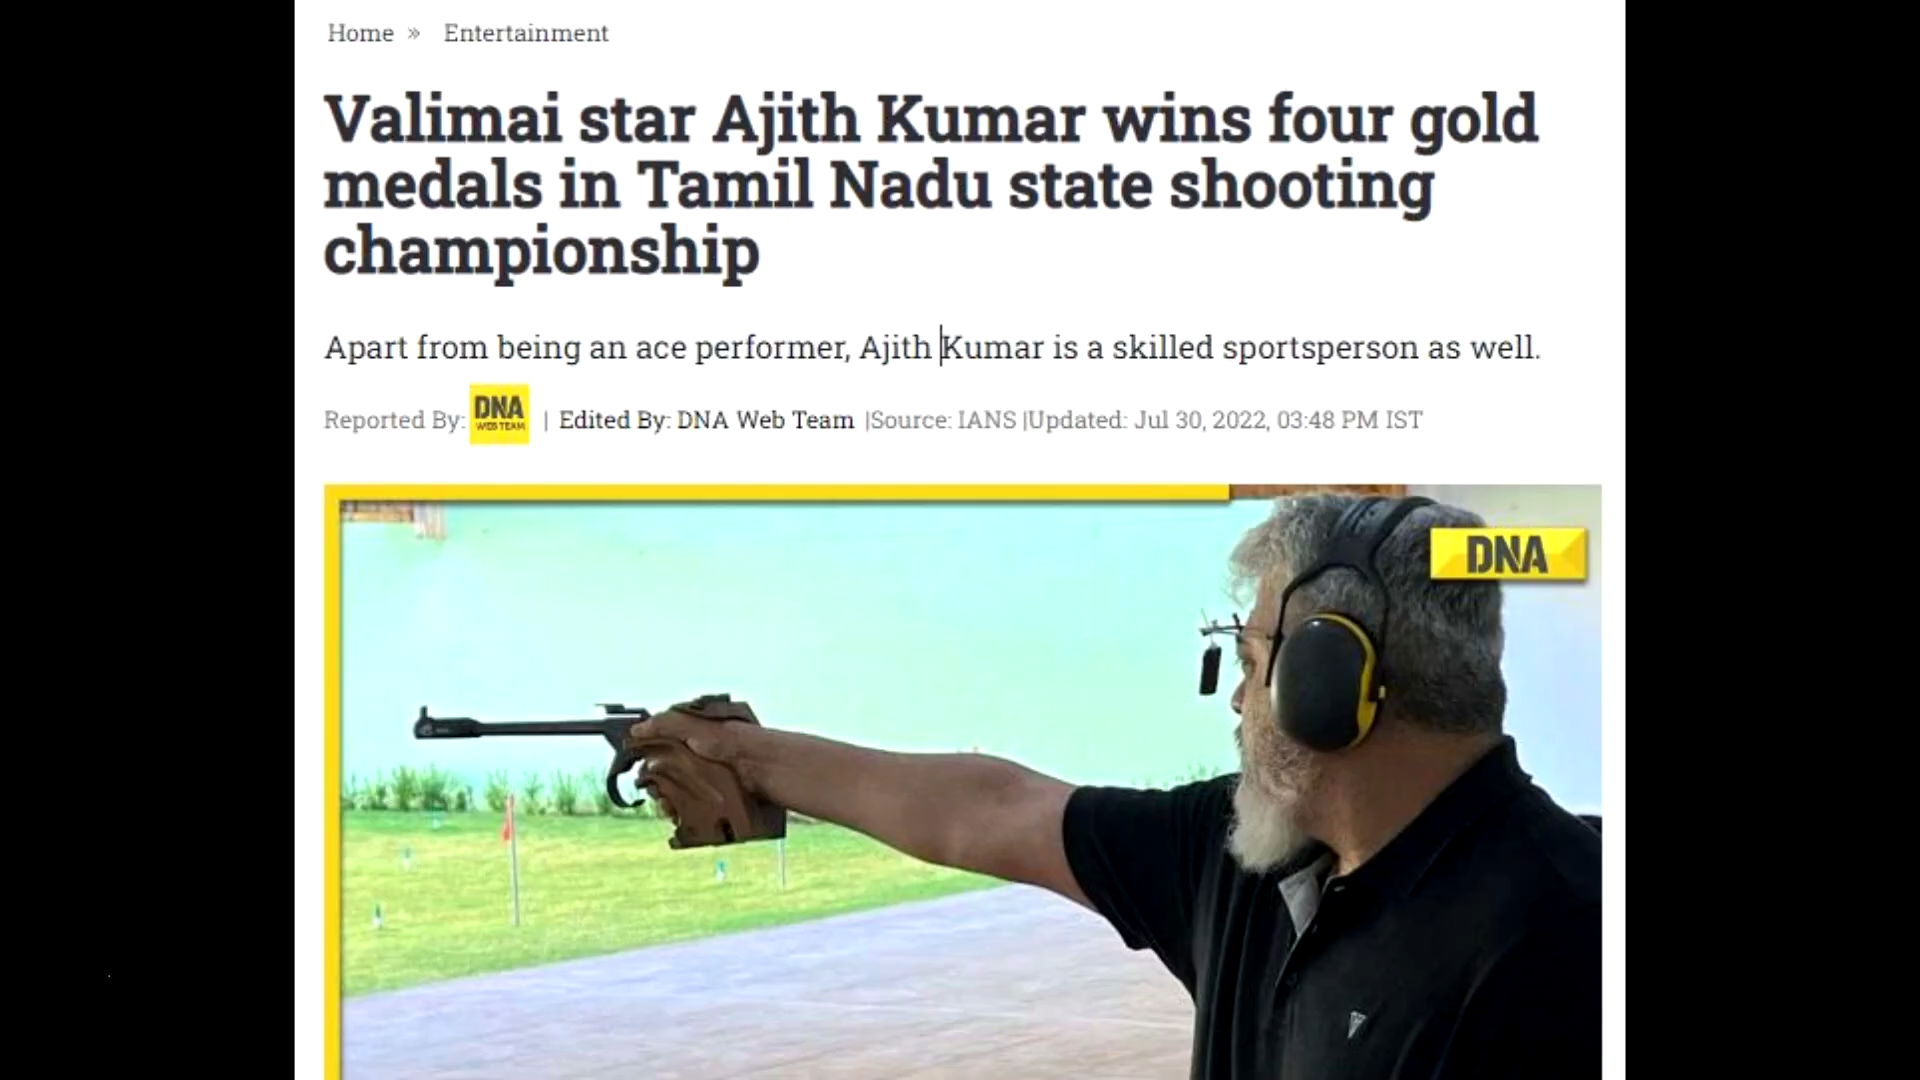 Home » Entertainment
Valimai star Ajith Kumar wins four gold
medals in Tamil Nadu state shooting
championship
Apart from being an ace performer, Ajith Kumar is a skilled sportsperson as well.
Reported By: DNA WEB TEAM | Edited By: DNA Web Team |Source: IANS |Updated: Jul 30, 2022, 03:48 PM IST
DNA